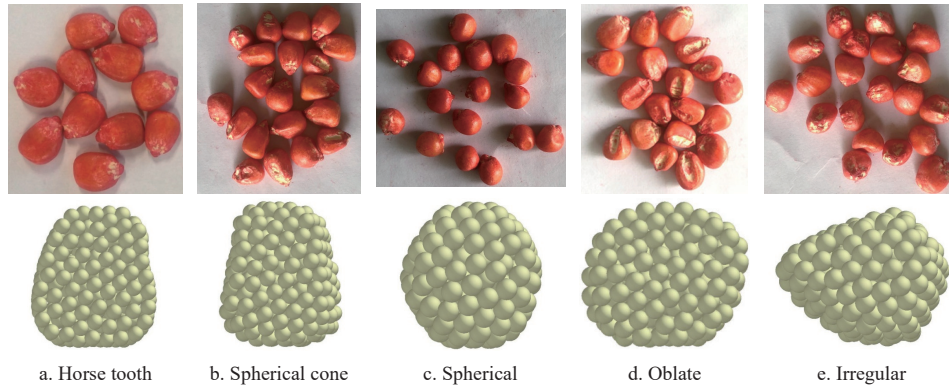 a. Horse tooth
b. Spherical cone
c. Spherical
d. Oblate
e. Irregular